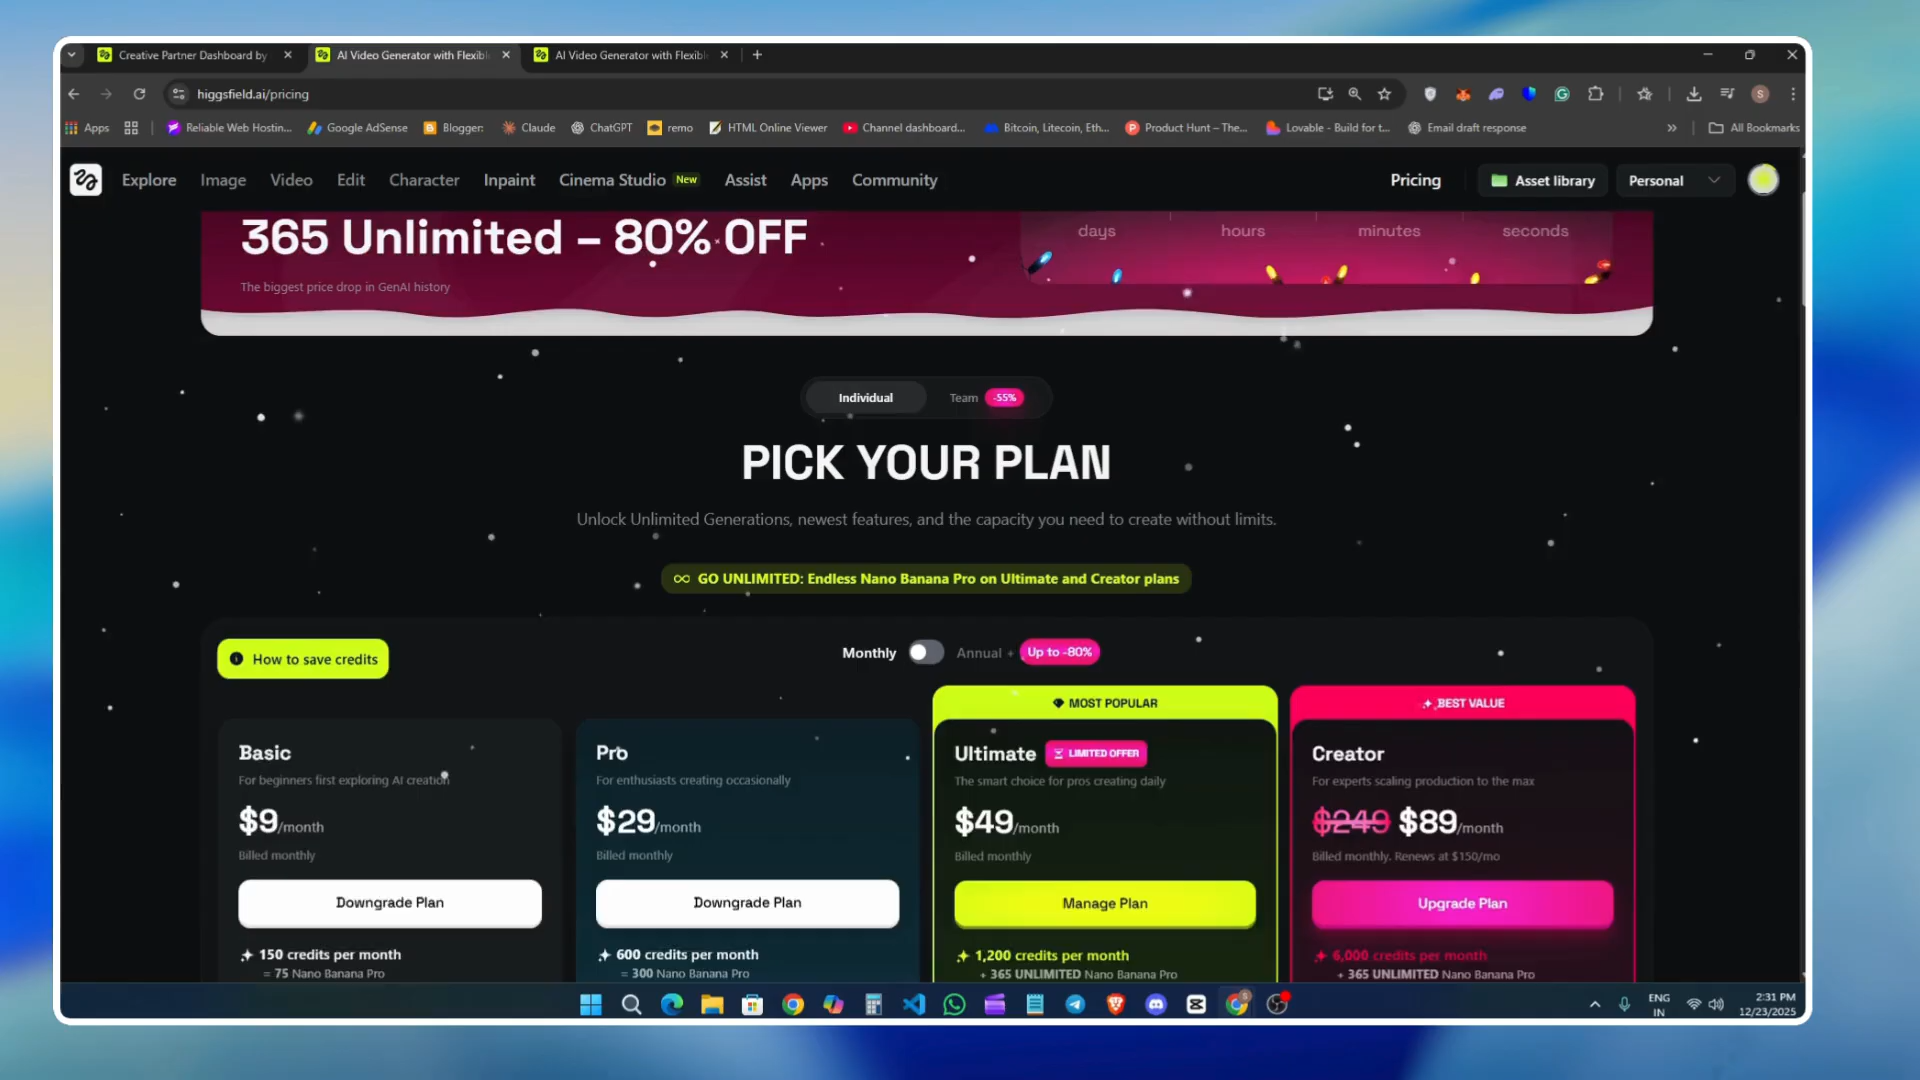 Creative Partner Dashboard by
AI Video Generator with Flexibl
AI Video Generator with Flexibl
higgsfield.ai/pricing
S
Apps
Reliable Web Hostin...
Google AdSense
Blogger:
Claude
ChatGPT
remo
HTML Online Viewer
Channel dashboard...
Bitcoin, Litecoin, Eth...
Product Hunt – The...
Lovable - Build for t...
Email draft response
All Bookmarks
Explore
Image
Video
Edit
Character
Inpaint
Cinema Studio New
Assist
Apps
Community
Pricing
Asset library
Personal
365 Unlimited – 80% OFF
The biggest price drop in GenAI history
days
hours
minutes
seconds
Individual
Team -55%
PICK YOUR PLAN
Unlock Unlimited Generations, newest features, and the capacity you need to create without limits.
GO UNLIMITED: Endless Nano Banana Pro on Ultimate and Creator plans
How to save credits
Monthly
Annual + Up to -80%
Basic
For beginners first exploring AI creation
$9/month
Billed monthly
Downgrade Plan
150 credits per month
= 75 Nano Banana Pro
Pro
For enthusiasts creating occasionally
$29/month
Billed monthly
Downgrade Plan
600 credits per month
= 300 Nano Banana Pro
MOST POPULAR
Ultimate LIMITED OFFER
The smart choice for pros creating daily
$49/month
Billed monthly
Manage Plan
1,200 credits per month
+ 365 UNLIMITED Nano Banana Pro
BEST VALUE
Creator
For experts scaling production to the max
$249 $89/month
Billed monthly. Renews at $150/mo
Upgrade Plan
6,000 credits per month
+ 365 UNLIMITED Nano Banana Pro
ENG
IN
2:31 PM
12/23/2025